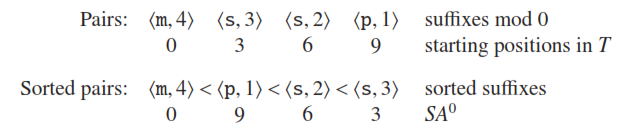 Pairs: ⟨m, 4⟩ ⟨s, 3⟩ ⟨s, 2⟩ ⟨p, 1⟩ suffixes mod 0
0 3 6 9 starting positions in T
Sorted pairs: ⟨m, 4⟩ < ⟨p, 1⟩ < ⟨s, 2⟩ < ⟨s, 3⟩ sorted suffixes
0 9 6 3 SA⁰